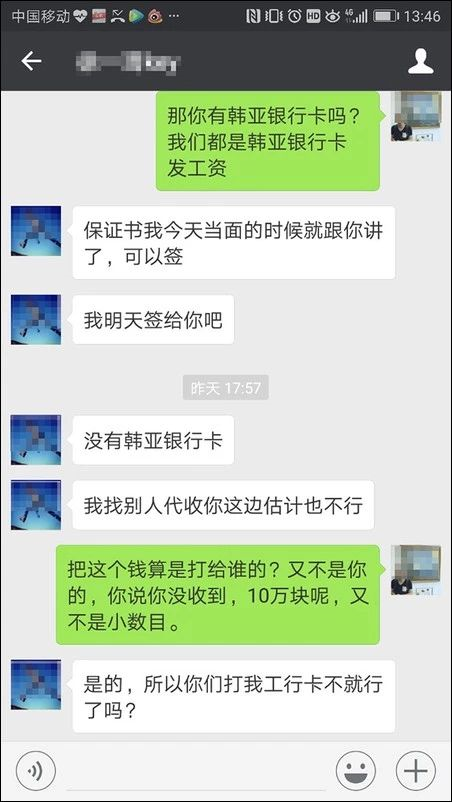 中国移动 HD 4G 13:46
那你有韩亚银行卡吗？
我们都是韩亚银行卡
发工资
保证书我今天当面的时候就跟你讲
了，可以签
我明天签给你吧
昨天 17:57
没有韩亚银行卡
我找别人代收你这边估计也不行
把这个钱算是打给谁的？又不是你
的，你说你没收到，10万块呢，又
不是小数目。
是的，所以你们打我工行卡不就行
了吗？